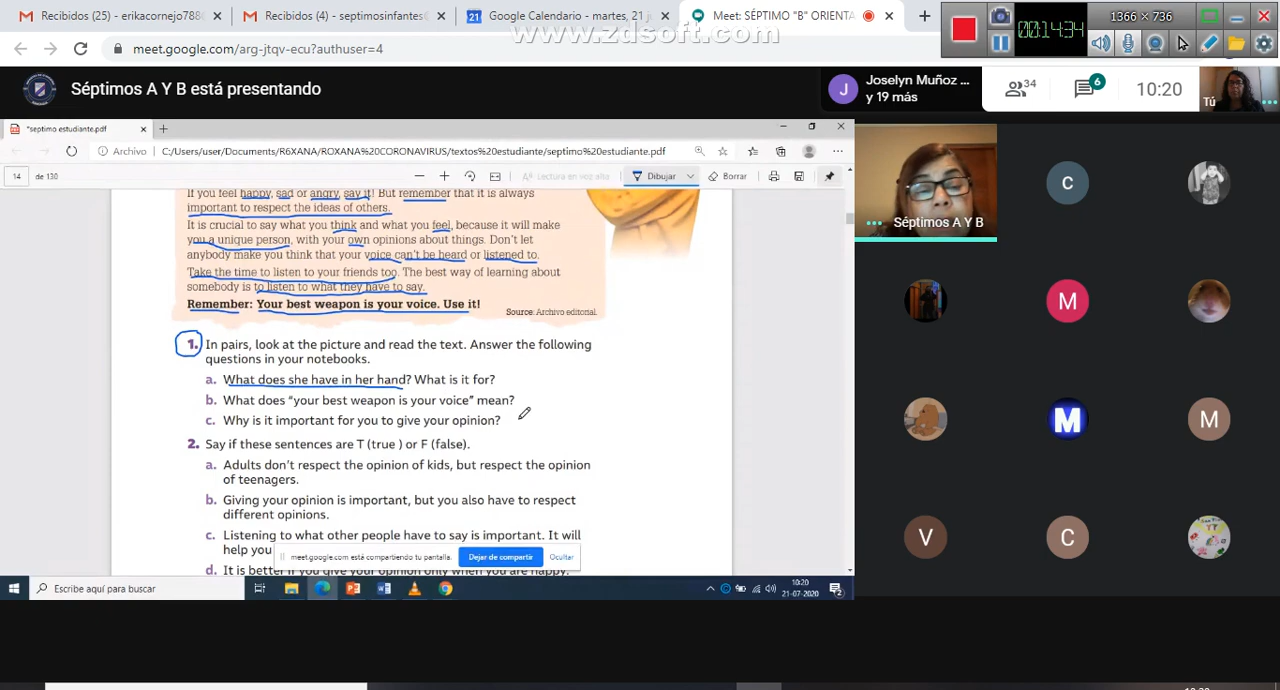 Recibidos (25) - erikacornejo788
Recibidos (4) - septimosinfantes
Google Calendario - martes, 21 ju
Meet: SÉPTIMO "B" ORIENTA
www.zdsoft.com
00:14:34
1366 × 736
meet.google.com/arg-jtqv-ecu?authuser=4
Séptimos A Y B está presentando
J
Joselyn Muñoz ...
y 19 más
34
6
10:20
Tú
*septimo estudiante.pdf
Archivo
C:/Users/user/Documents/R6XANA/ROXANA%20CORONAVIRUS/textos%20estudiante/septimo%20estudiante.pdf
14
de 130
Lectura en voz alta
Dibujar
Borrar
If you feel happy, sad or angry, say it! But remember that it is always
important to respect the ideas of others.
It is crucial to say what you think and what you feel, because it will make
you a unique person, with your own opinions about things. Don't let
anybody make you think that your voice can't be heard or listened to.
Take the time to listen to your friends too. The best way of learning about
somebody is to listen to what they have to say.
Remember: Your best weapon is your voice. Use it!
Source: Archivo editorial.
1. In pairs, look at the picture and read the text. Answer the following
questions in your notebooks.
a. What does she have in her hand? What is it for?
b. What does "your best weapon is your voice" mean?
c. Why is it important for you to give your opinion?
2. Say if these sentences are T (true ) or F (false).
a. Adults don't respect the opinion of kids, but respect the opinion
of teenagers.
b. Giving your opinion is important, but you also have to respect
different opinions.
c. Listening to what other people have to say is important. It will
help you
d. It is better if you give your opinion only when you are happy.
meet.google.com está compartiendo tu pantalla.
Dejar de compartir
Ocultar
Escribe aquí para buscar
10:20
21-07-2020
2
Séptimos A Y B
C
M
M
M
V
C